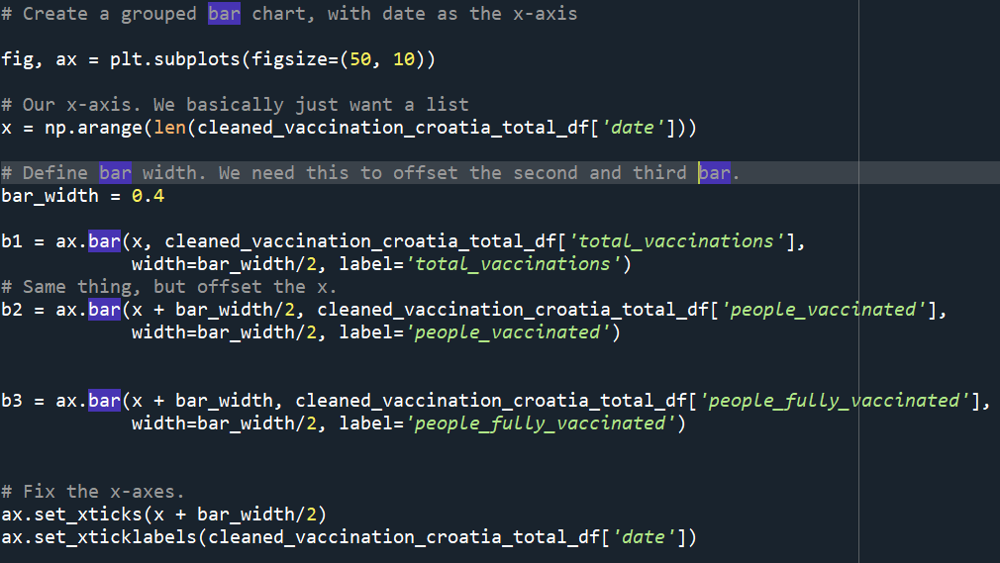 # Create a grouped bar chart, with date as the x-axis
fig, ax = plt.subplots(figsize=(50, 10))
# Our x-axis. We basically just want a list
x = np.arange(len(cleaned_vaccination_croatia_total_df['date']))
# Define bar width. We need this to offset the second and third bar.
bar_width = 0.4
b1 = ax.bar(x, cleaned_vaccination_croatia_total_df['total_vaccinations'],
            width=bar_width/2, label='total_vaccinations')
# Same thing, but offset the x.
b2 = ax.bar(x + bar_width/2, cleaned_vaccination_croatia_total_df['people_vaccinated'],
            width=bar_width/2, label='people_vaccinated')
b3 = ax.bar(x + bar_width, cleaned_vaccination_croatia_total_df['people_fully_vaccinated'],
            width=bar_width/2, label='people_fully_vaccinated')
# Fix the x-axes.
ax.set_xticks(x + bar_width/2)
ax.set_xticklabels(cleaned_vaccination_croatia_total_df['date'])